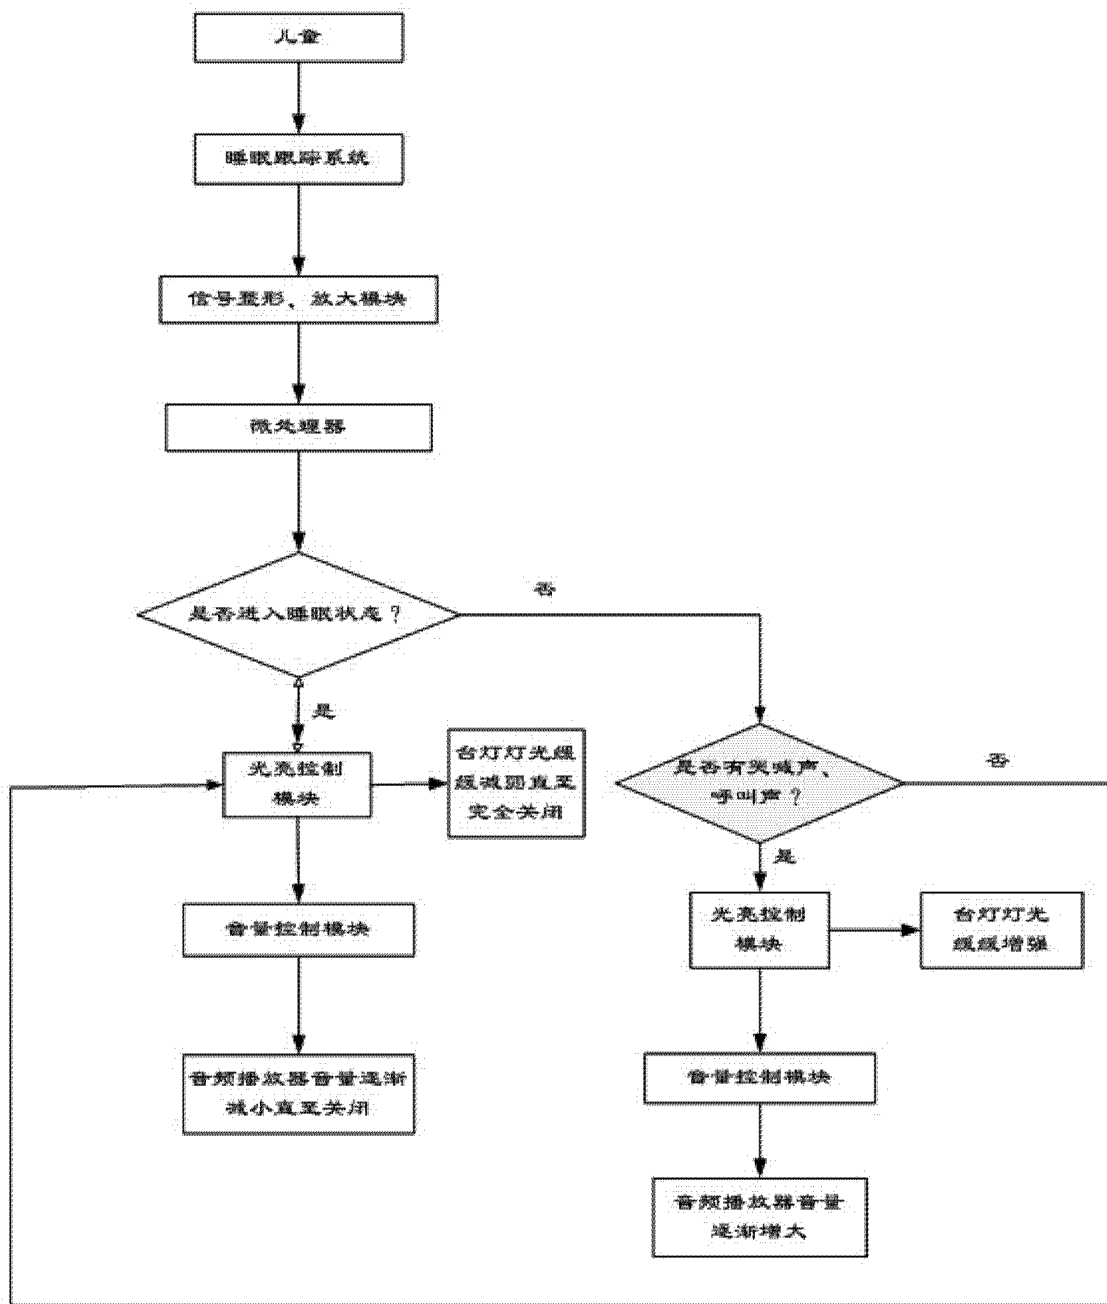 儿童
睡眠跟踪系统
信号整形、放大模块
微处理器
是否进入睡眠状态？
否
是
光亮控制
模块
台灯灯光缓
缓减弱直至
完全关闭
是否有哭喊声、
呼叫声？
否
是
音量控制模块
光亮控制
模块
台灯灯光
缓缓增强
音频播放器音量逐渐
减小直至关闭
音量控制模块
音频播放器音量
逐渐增大